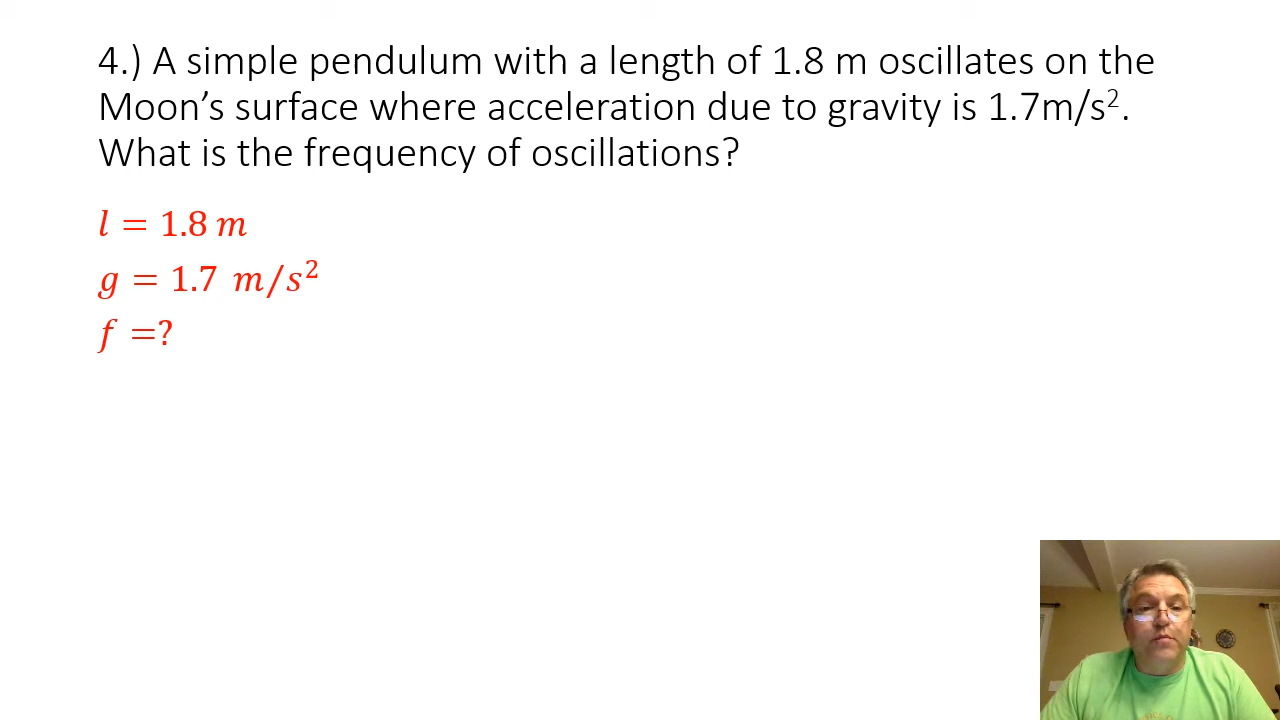 4.) A simple pendulum with a length of 1.8 m oscillates on the
Moon’s surface where acceleration due to gravity is 1.7m/s².
What is the frequency of oscillations?
l = 1.8 m
g = 1.7 m/s²
f =?